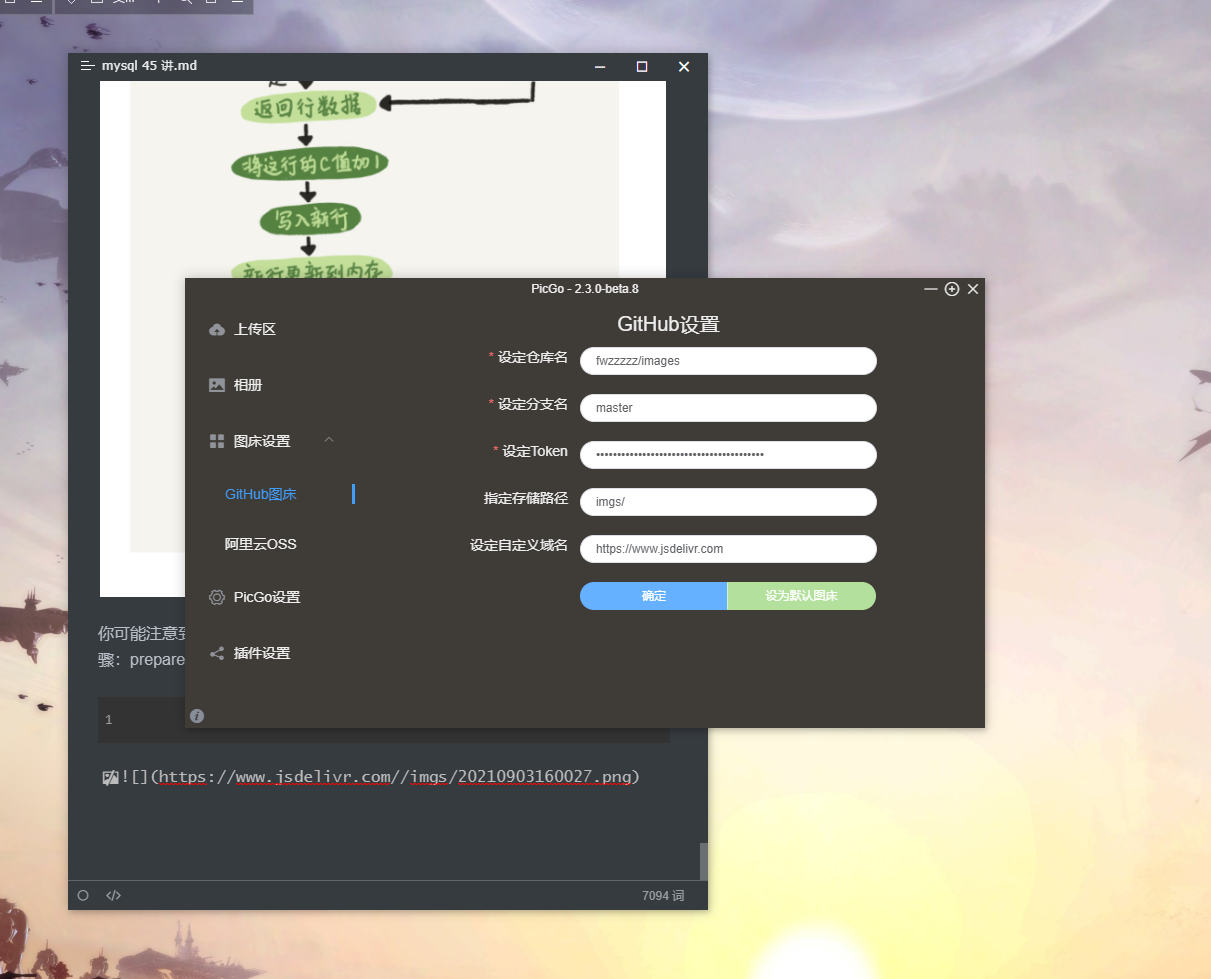 mysql 45 讲.md
返回行数据
将这行的C值加1
写入新行
新行更新到内存
PicGo - 2.3.0-beta.8
上传区
相册
图床设置
GitHub图床
阿里云OSS
PicGo设置
插件设置
GitHub设置
* 设定仓库名
fwzzzzz/images
* 设定分支名
master
* 设定Token
••••••••••••••••••••••••••••••••••••••••
指定存储路径
imgs/
设定自定义域名
https://www.jsdelivr.com
确定
设为默认图床
你可能注意到
骤：prepare
1
![](https://www.jsdelivr.com//imgs/20210903160027.png)
</> 7094 词